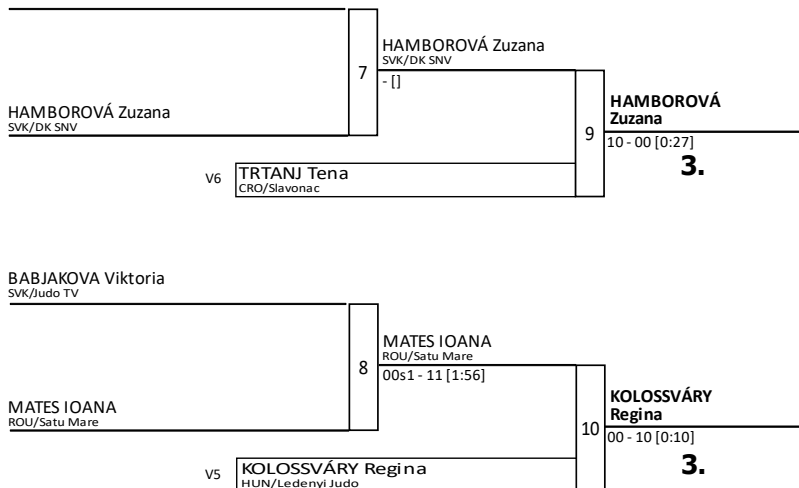 HAMBOROVÁ Zuzana
SVK/DK SNV
7
HAMBOROVÁ Zuzana
SVK/DK SNV
- []
V6
TRTANJ Tena
CRO/Slavonac
9
HAMBOROVÁ
Zuzana
10 - 00 [0:27]
3.
BABJAKOVA Viktoria
SVK/Judo TV
MATES IOANA
ROU/Satu Mare
8
MATES IOANA
ROU/Satu Mare
00s1 - 11 [1:56]
V5
KOLOSSVÁRY Regina
HUN/Ledenyi Judo
10
KOLOSSVÁRY
Regina
00 - 10 [0:10]
3.